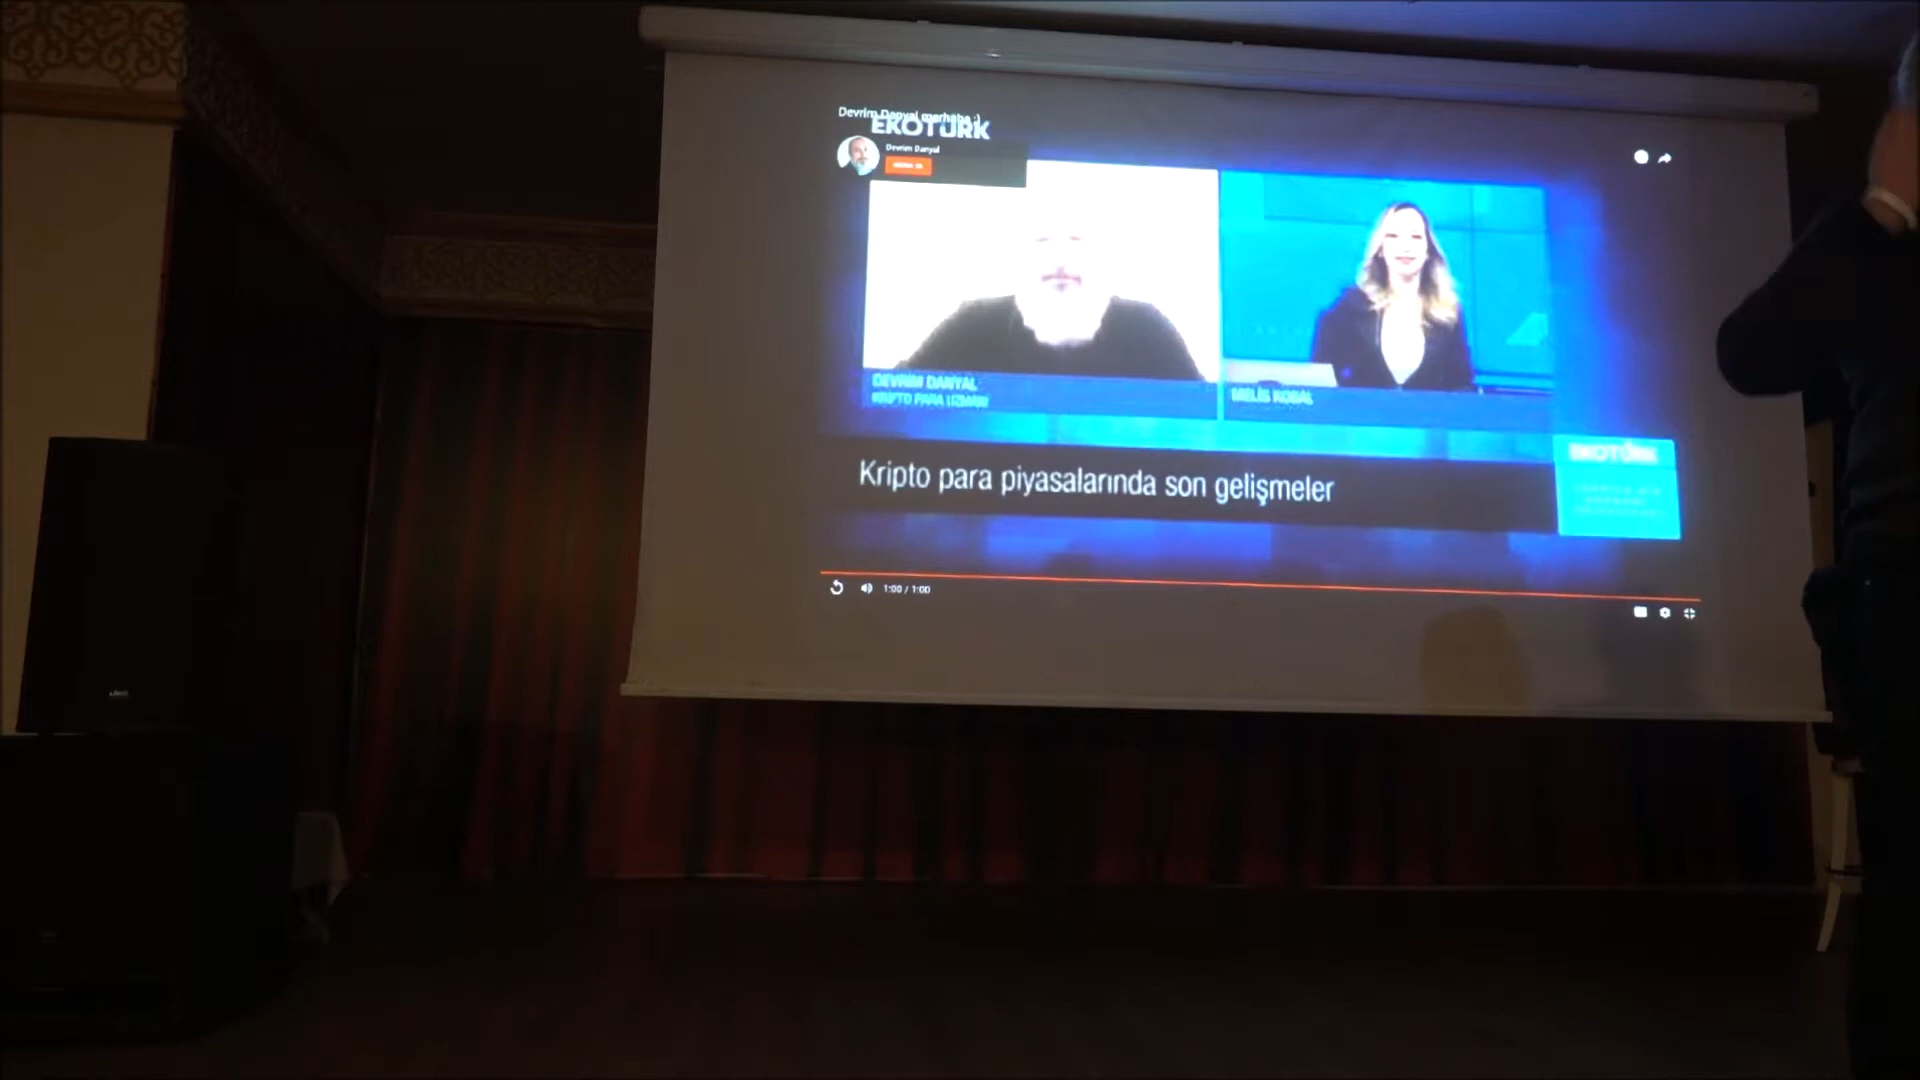 Devrim Danyal merhaba :)
EKOTÜRK
Devrim Danyal
DEVRİM DANYAL
KRİPTO PARA UZMANI
MELİS KOBAL
EKOTÜRK
Kripto para piyasalarında son gelişmeler
1:00 / 1:00
JBL